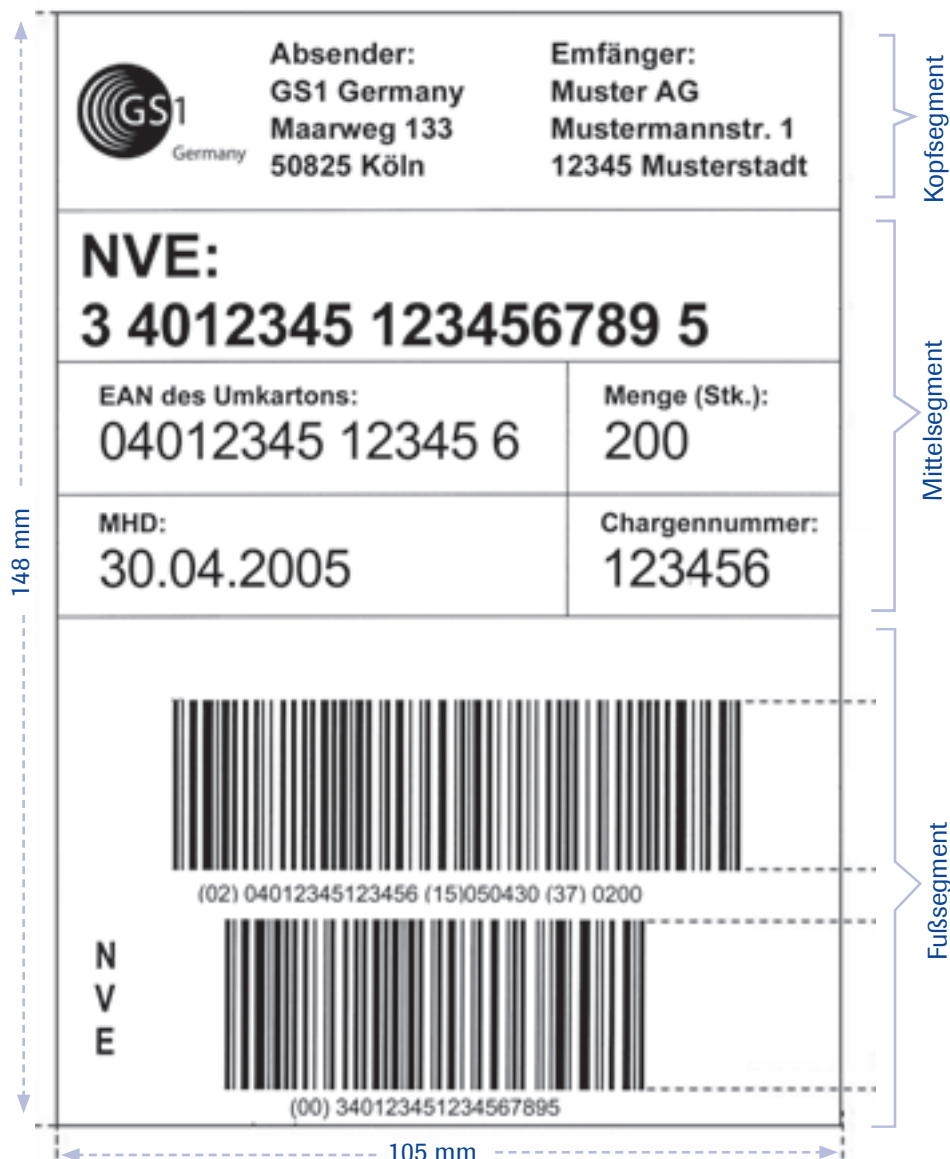 GS1
Germany
Absender:
GS1 Germany
Maarweg 133
50825 Köln
Emfänger:
Muster AG
Mustermannstr. 1
12345 Musterstadt
Kopfsegment
NVE:
3 4012345 123456789 5
EAN des Umkartons:
04012345 12345 6
Menge (Stk.):
200
MHD:
30.04.2005
Chargennummer:
123456
Mittelsegment
148 mm
(02) 04012345123456 (15)050430 (37) 0200
N
V
E
(00) 340123451234567895
Fußsegment
105 mm